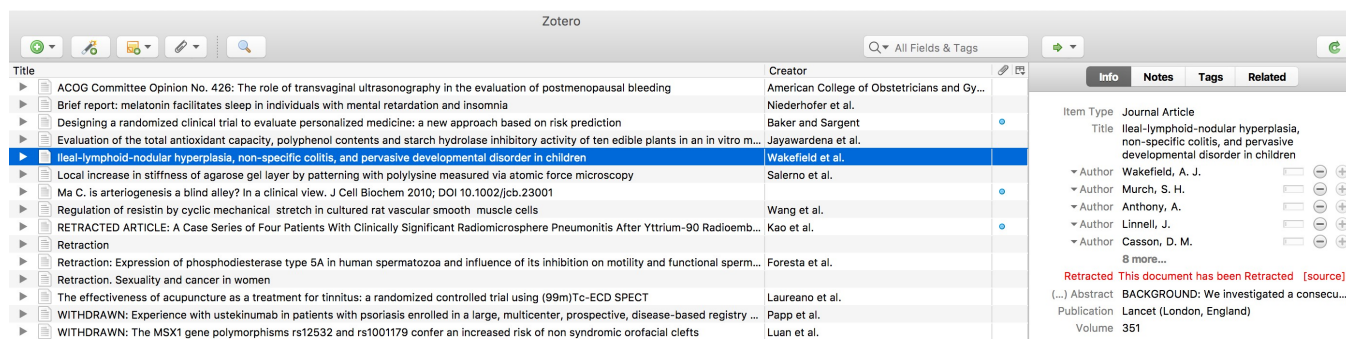 Zotero
All Fields & Tags
Title Creator
ACOG Committee Opinion No. 426: The role of transvaginal ultrasonography in the evaluation of postmenopausal bleeding American College of Obstetricians and Gy...
Brief report: melatonin facilitates sleep in individuals with mental retardation and insomnia Niederhofer et al.
Designing a randomized clinical trial to evaluate personalized medicine: a new approach based on risk prediction Baker and Sargent
Evaluation of the total antioxidant capacity, polyphenol contents and starch hydrolase inhibitory activity of ten edible plants in an in vitro m... Jayawardena et al.
Ileal-lymphoid-nodular hyperplasia, non-specific colitis, and pervasive developmental disorder in children Wakefield et al.
Local increase in stiffness of agarose gel layer by patterning with polylysine measured via atomic force microscopy Salerno et al.
Ma C. is arteriogenesis a blind alley? In a clinical view. J Cell Biochem 2010; DOI 10.1002/jcb.23001
Regulation of resistin by cyclic mechanical stretch in cultured rat vascular smooth muscle cells Wang et al.
RETRACTED ARTICLE: A Case Series of Four Patients With Clinically Significant Radiomicrosphere Pneumonitis After Yttrium-90 Radioemb... Kao et al.
Retraction
Retraction: Expression of phosphodiesterase type 5A in human spermatozoa and influence of its inhibition on motility and functional sperm... Foresta et al.
Retraction. Sexuality and cancer in women
The effectiveness of acupuncture as a treatment for tinnitus: a randomized controlled trial using (99m)Tc-ECD SPECT Laureano et al.
WITHDRAWN: Experience with ustekinumab in patients with psoriasis enrolled in a large, multicenter, prospective, disease-based registry ... Papp et al.
WITHDRAWN: The MSX1 gene polymorphisms rs12532 and rs1001179 confer an increased risk of non syndromic orofacial clefts Luan et al.
Info Notes Tags Related
Item Type Journal Article
Title Ileal-lymphoid-nodular hyperplasia,
non-specific colitis, and pervasive
developmental disorder in children
Author Wakefield, A. J.
Author Murch, S. H.
Author Anthony, A.
Author Linnell, J.
Author Casson, D. M.
8 more...
Retracted This document has been Retracted [source]
(...) Abstract BACKGROUND: We investigated a consecu...
Publication Lancet (London, England)
Volume 351